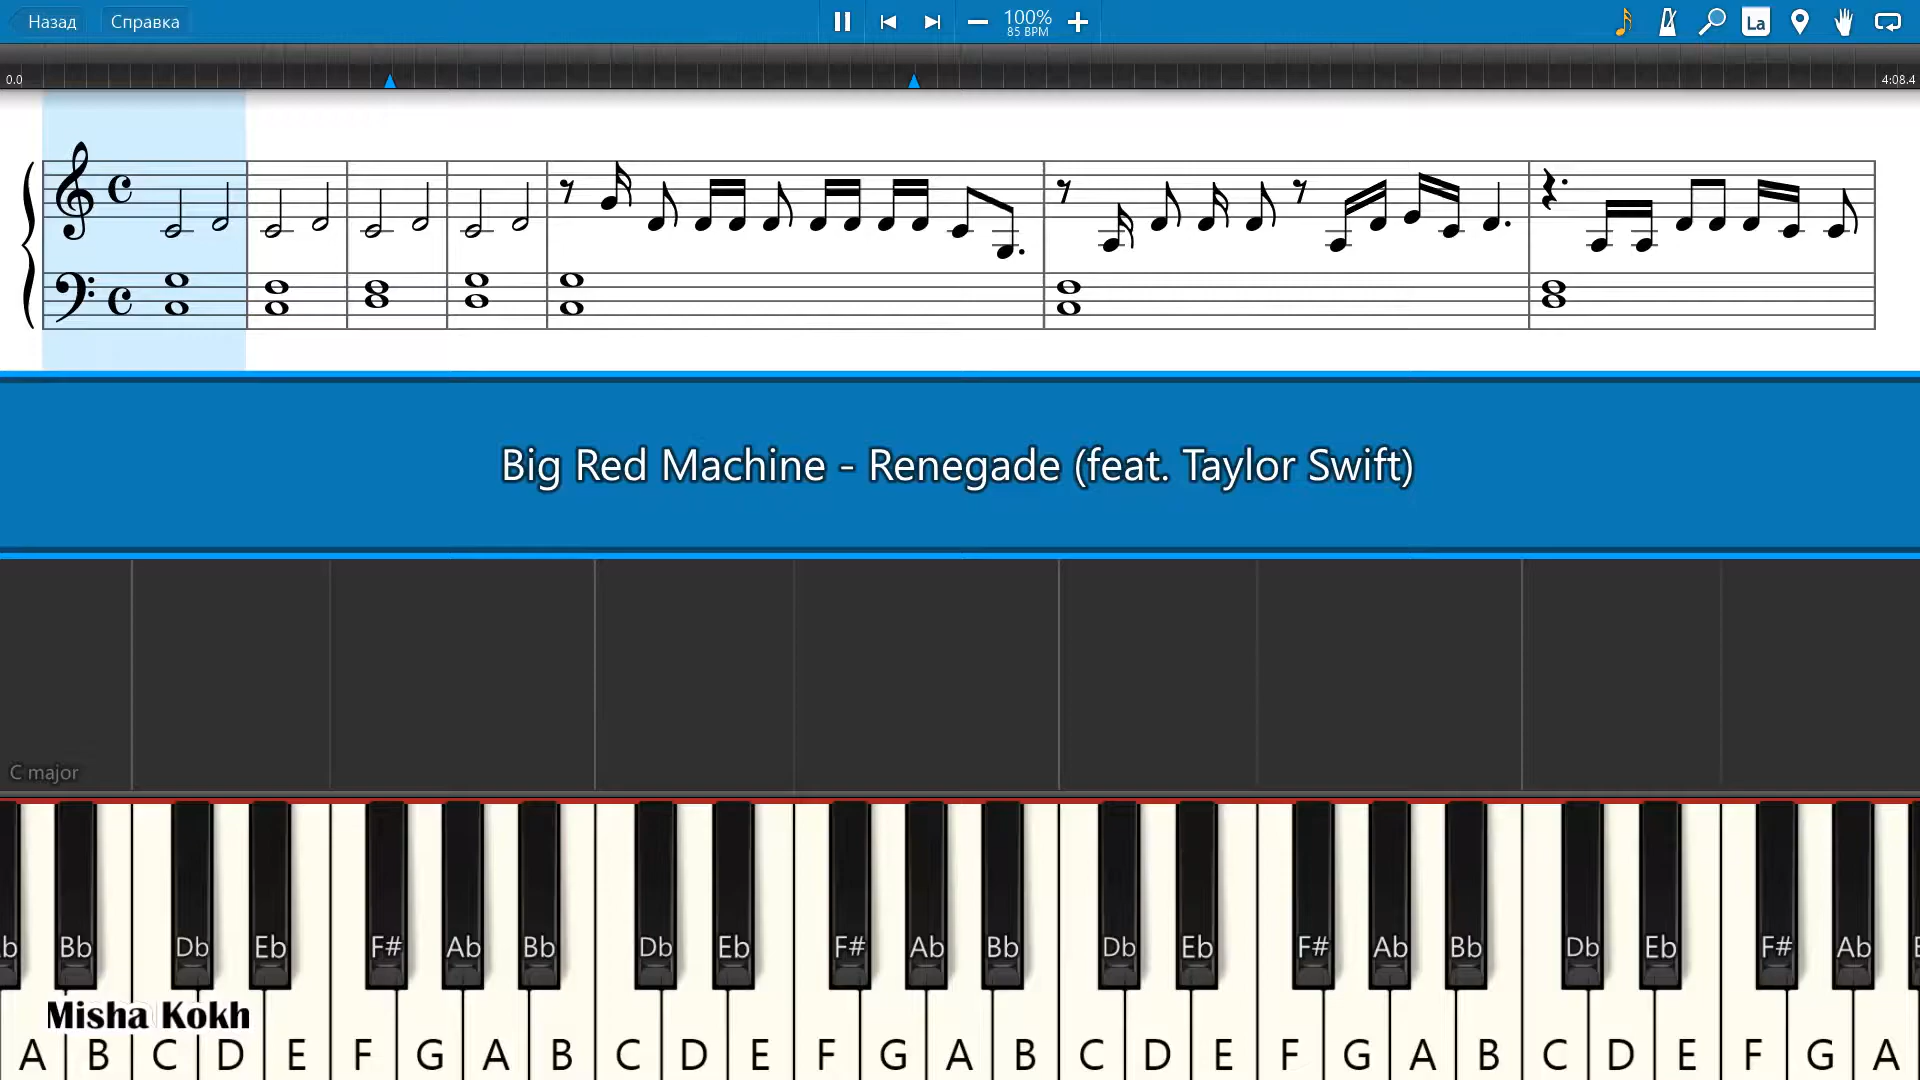 Назад Справка 100% La
85 BPM
0.0 4:08.4
Big Red Machine - Renegade (feat. Taylor Swift)
C major
b Bb Db Eb F# Ab Bb Db Eb F# Ab Bb Db Eb F# Ab Bb Db Eb F# Ab
Misha Kokh
A B C D E F G A B C D E F G A B C D E F G A B C D E F G A